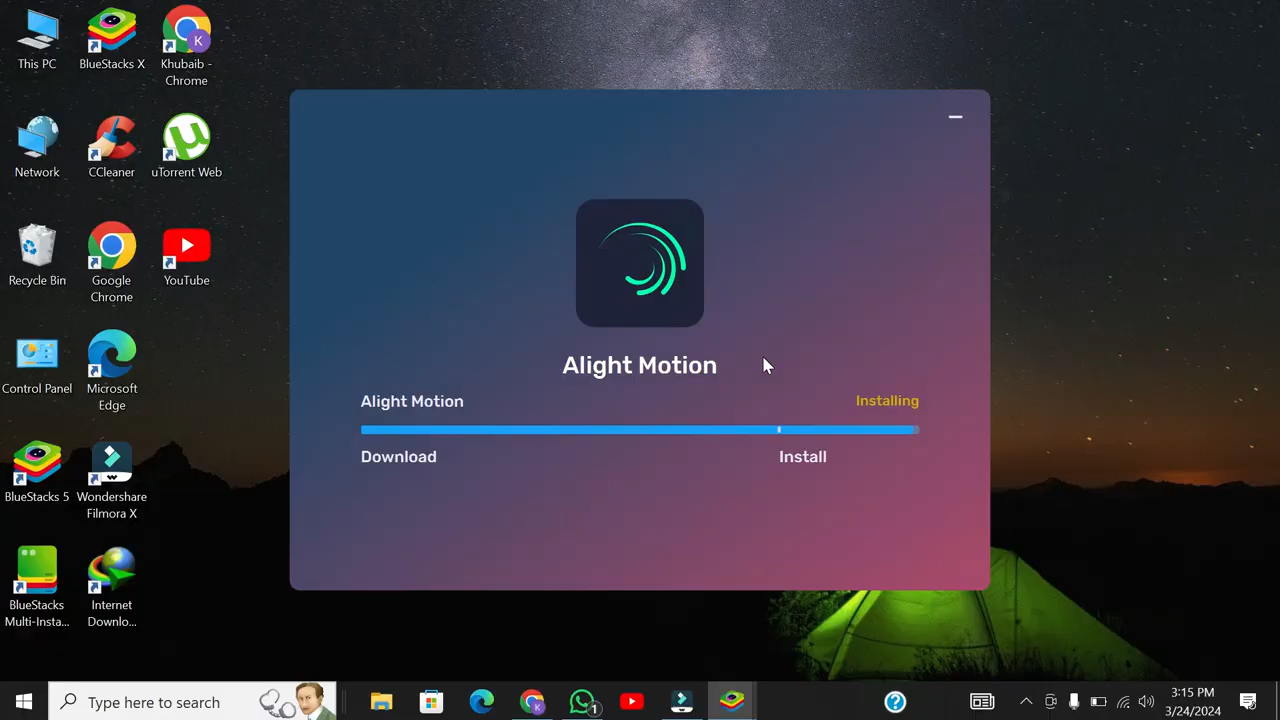 This PC
BlueStacks X
Khubaib -
Chrome
Network
CCleaner
uTorrent Web
Recycle Bin
Google
Chrome
YouTube
Control Panel
Microsoft
Edge
BlueStacks 5
Wondershare
Filmora X
BlueStacks
Multi-Insta...
Internet
Downlo...
Alight Motion
Alight Motion
Installing
Download
Install
Type here to search
K
K
1
3:15 PM
3/24/2024